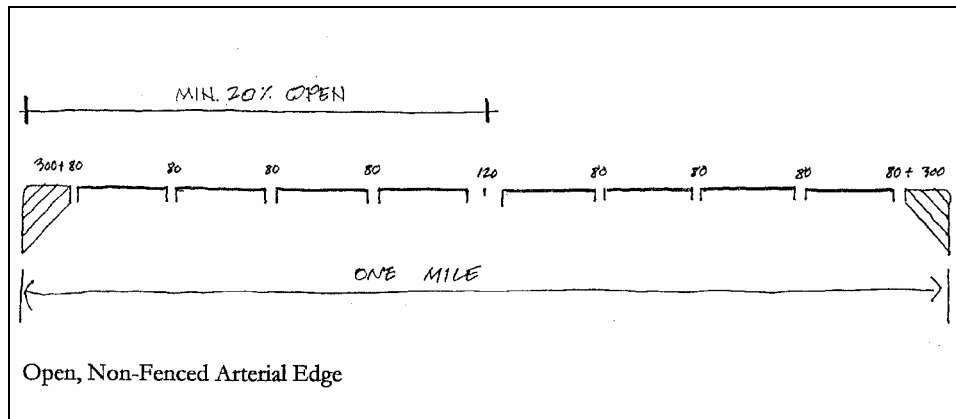 MIN. 20% OPEN
300+80 80 80 80 120 80 80 80 80+300
ONE MILE
Open, Non-Fenced Arterial Edge